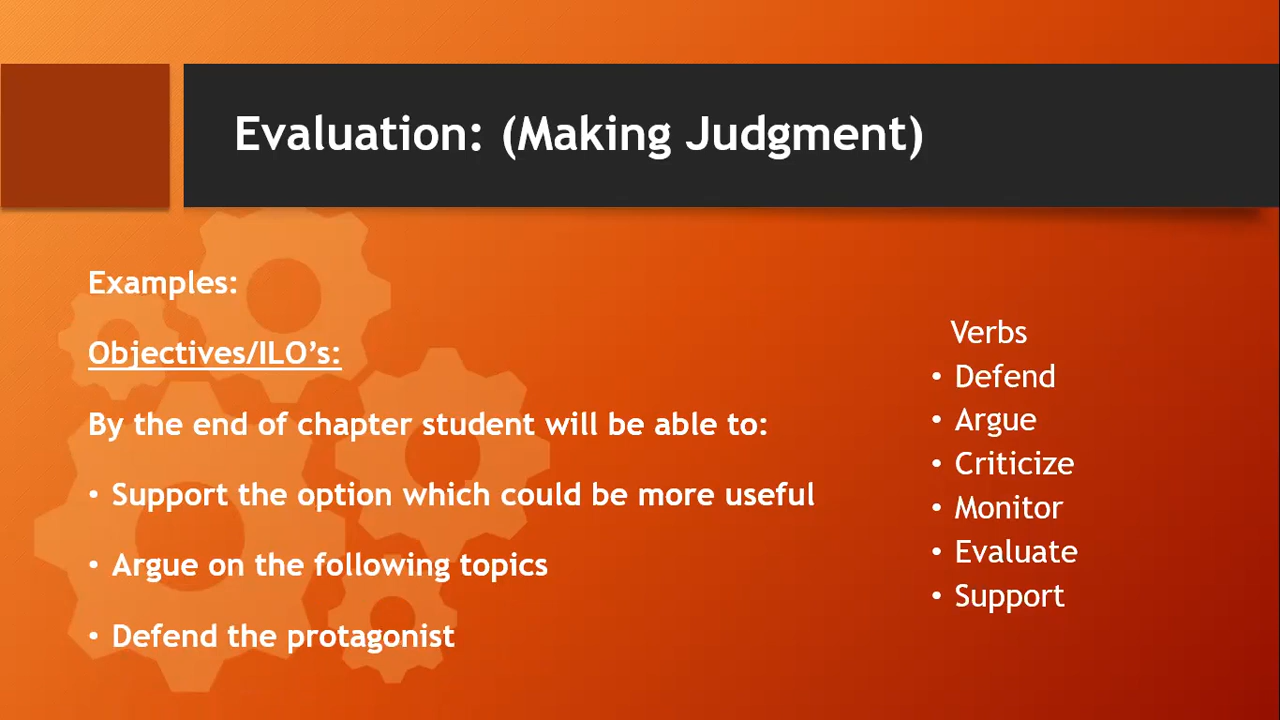 Evaluation: (Making Judgment)
Examples:
Objectives/ILO’s:
By the end of chapter student will be able to:
• Support the option which could be more useful
• Argue on the following topics
• Defend the protagonist
Verbs
• Defend
• Argue
• Criticize
• Monitor
• Evaluate
• Support